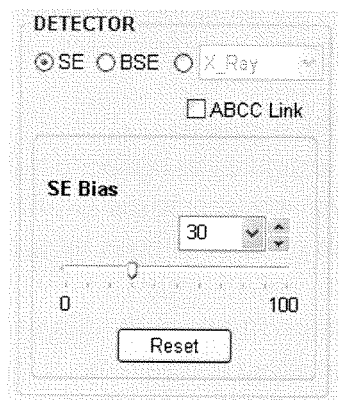 DETECTOR
SE BSE X_Ray
ABCC Link
SE Bias
30
0 100
Reset